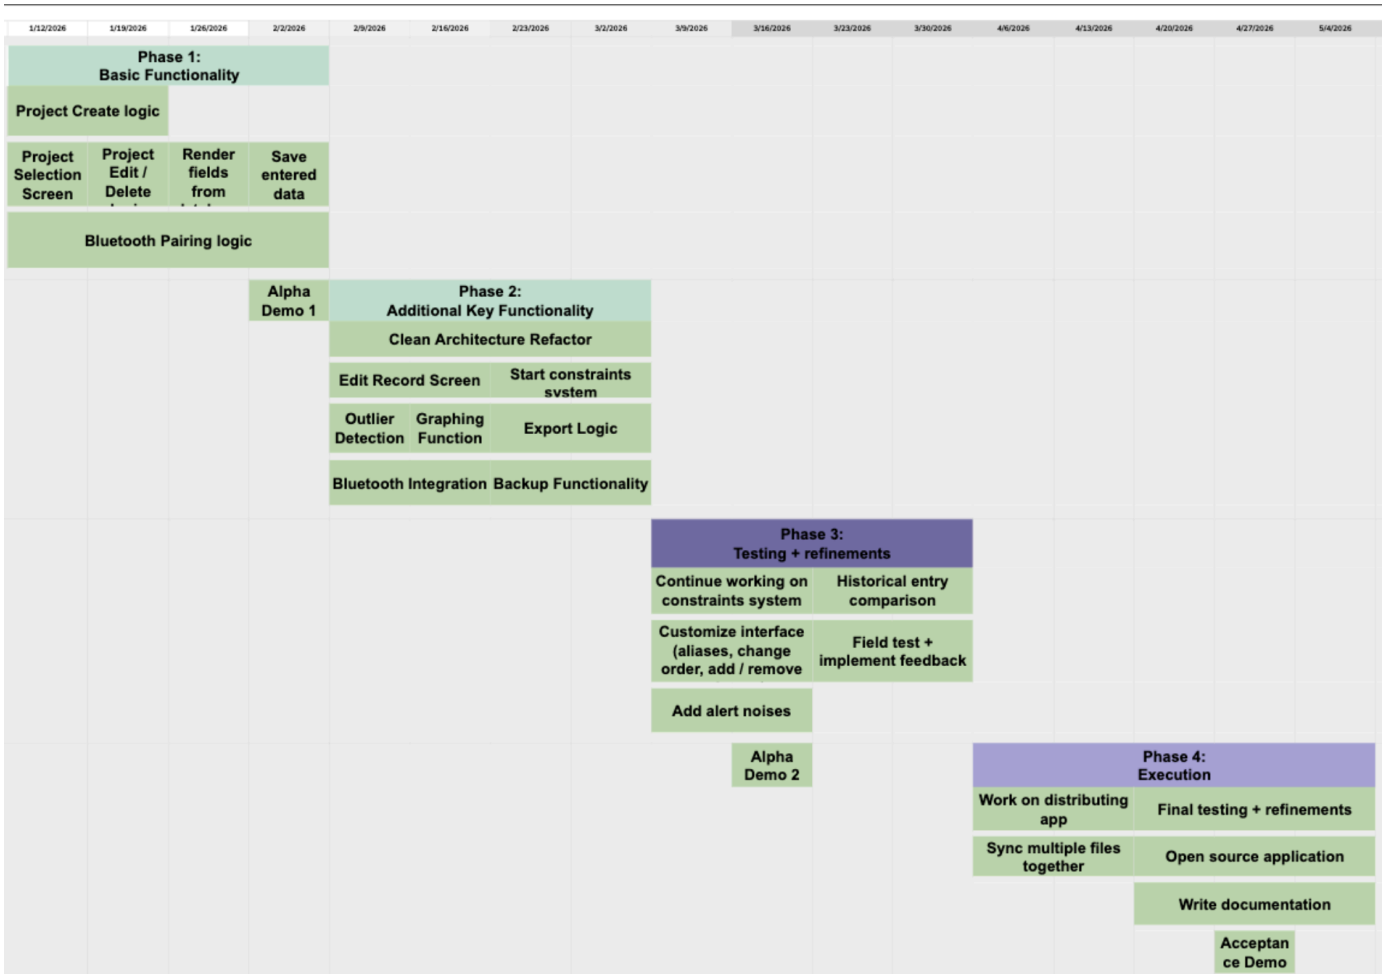 1/12/2026 1/19/2026 1/26/2026 2/2/2026 2/9/2026 2/16/2026 2/23/2026 3/2/2026 3/9/2026 3/16/2026 3/23/2026 3/30/2026 4/6/2026 4/13/2026 4/20/2026 4/27/2026 5/4/2026
Phase 1:
Basic Functionality
Project Create logic
Project
Selection
Screen
Project
Edit /
Delete
Render
fields
from
Save
entered
data
Bluetooth Pairing logic
Alpha
Demo 1
Phase 2:
Additional Key Functionality
Clean Architecture Refactor
Edit Record Screen
Start constraints
system
Outlier
Detection
Graphing
Function
Export Logic
Bluetooth Integration
Backup Functionality
Phase 3:
Testing + refinements
Continue working on
constraints system
Historical entry
comparison
Customize interface
(aliases, change
order, add / remove
Field test +
implement feedback
Add alert noises
Alpha
Demo 2
Phase 4:
Execution
Work on distributing
app
Final testing + refinements
Sync multiple files
together
Open source application
Write documentation
Acceptan
ce Demo